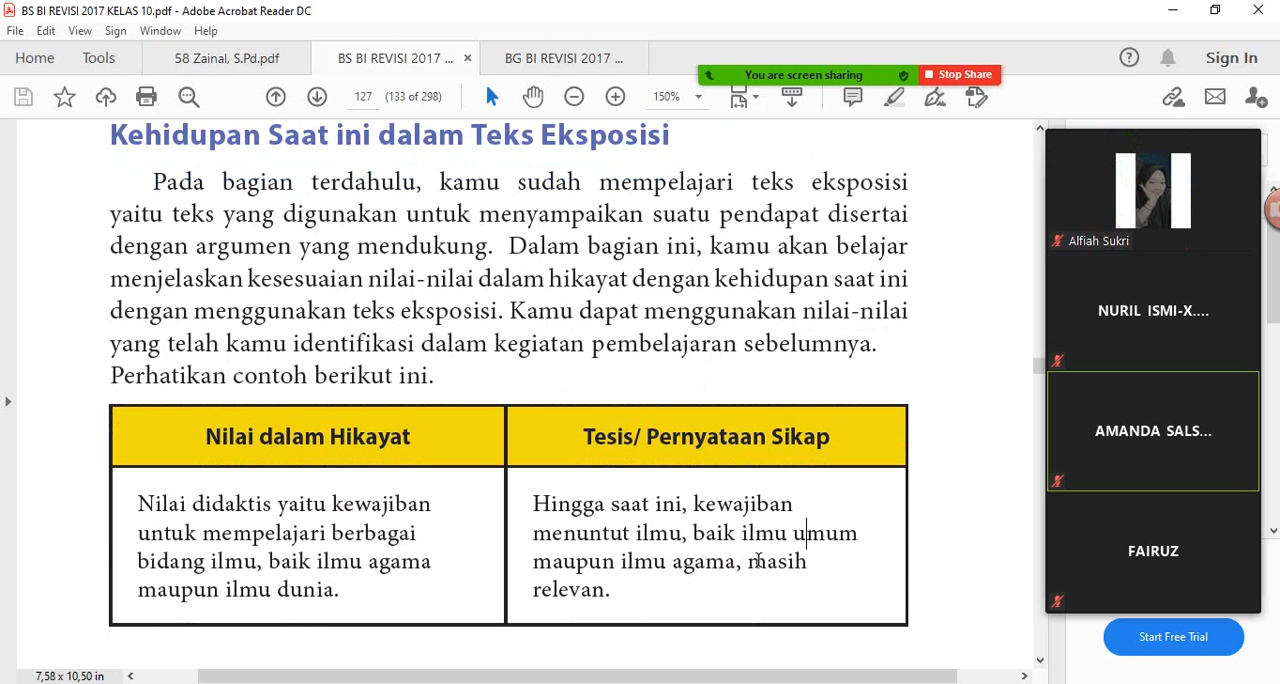 BS BI REVISI 2017 KELAS 10.pdf - Adobe Acrobat Reader DC
File Edit View Sign Window Help
Home Tools 58 Zainal, S.Pd.pdf BS BI REVISI 2017 ... × BG BI REVISI 2017 ... Sign In
You are screen sharing Stop Share
127 (133 of 298) 150%
Kehidupan Saat ini dalam Teks Eksposisi
Pada bagian terdahulu, kamu sudah mempelajari teks eksposisi
yaitu teks yang digunakan untuk menyampaikan suatu pendapat disertai
dengan argumen yang mendukung. Dalam bagian ini, kamu akan belajar
menjelaskan kesesuaian nilai-nilai dalam hikayat dengan kehidupan saat ini
dengan menggunakan teks eksposisi. Kamu dapat menggunakan nilai-nilai
yang telah kamu identifikasi dalam kegiatan pembelajaran sebelumnya.
Perhatikan contoh berikut ini.
Nilai dalam Hikayat
Nilai didaktis yaitu kewajiban
untuk mempelajari berbagai
bidang ilmu, baik ilmu agama
maupun ilmu dunia.
Tesis/ Pernyataan Sikap
Hingga saat ini, kewajiban
menuntut ilmu, baik ilmu umum
maupun ilmu agama, masih
relevan.
Alfiah Sukri
NURIL ISMI-X....
AMANDA SALS...
FAIRUZ
Start Free Trial
7,58 x 10,50 in